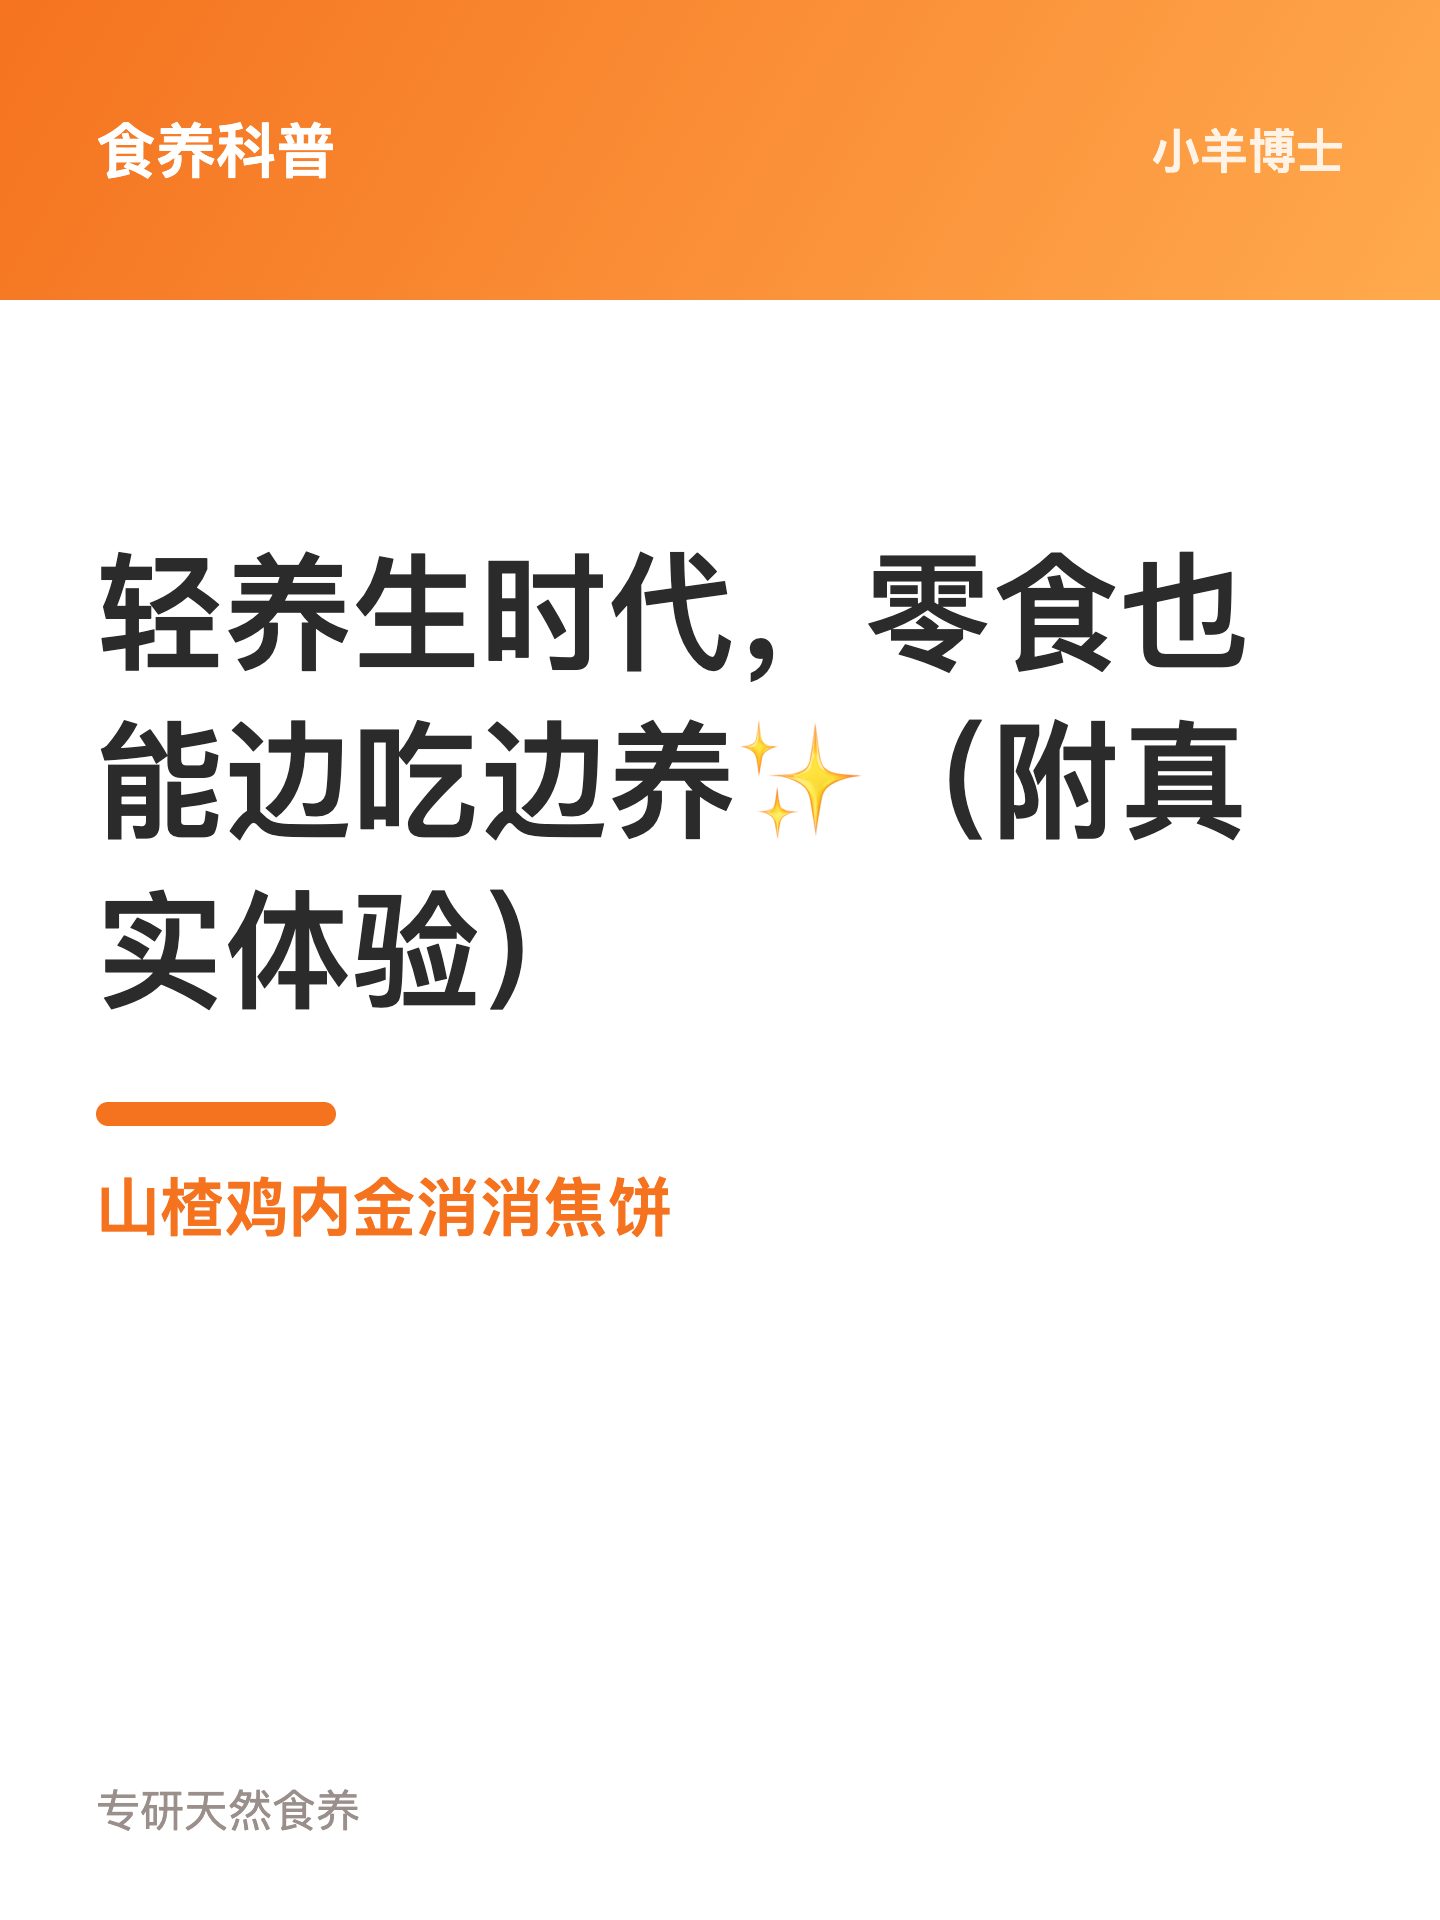 食养科普
小羊博士
轻养生时代，零食也
能边吃边养✨（附真
实体验）
山楂鸡内金消消焦饼
专研天然食养